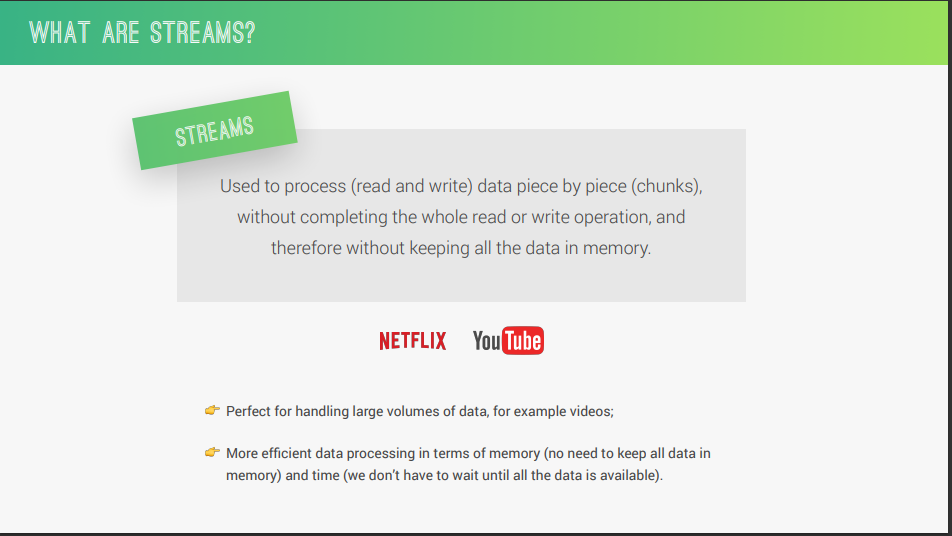 WHAT ARE STREAMS?
STREAMS
Used to process (read and write) data piece by piece (chunks),
without completing the whole read or write operation, and
therefore without keeping all the data in memory.
NETFLIX YouTube
Perfect for handling large volumes of data, for example videos;
More efficient data processing in terms of memory (no need to keep all data in
memory) and time (we don’t have to wait until all the data is available).